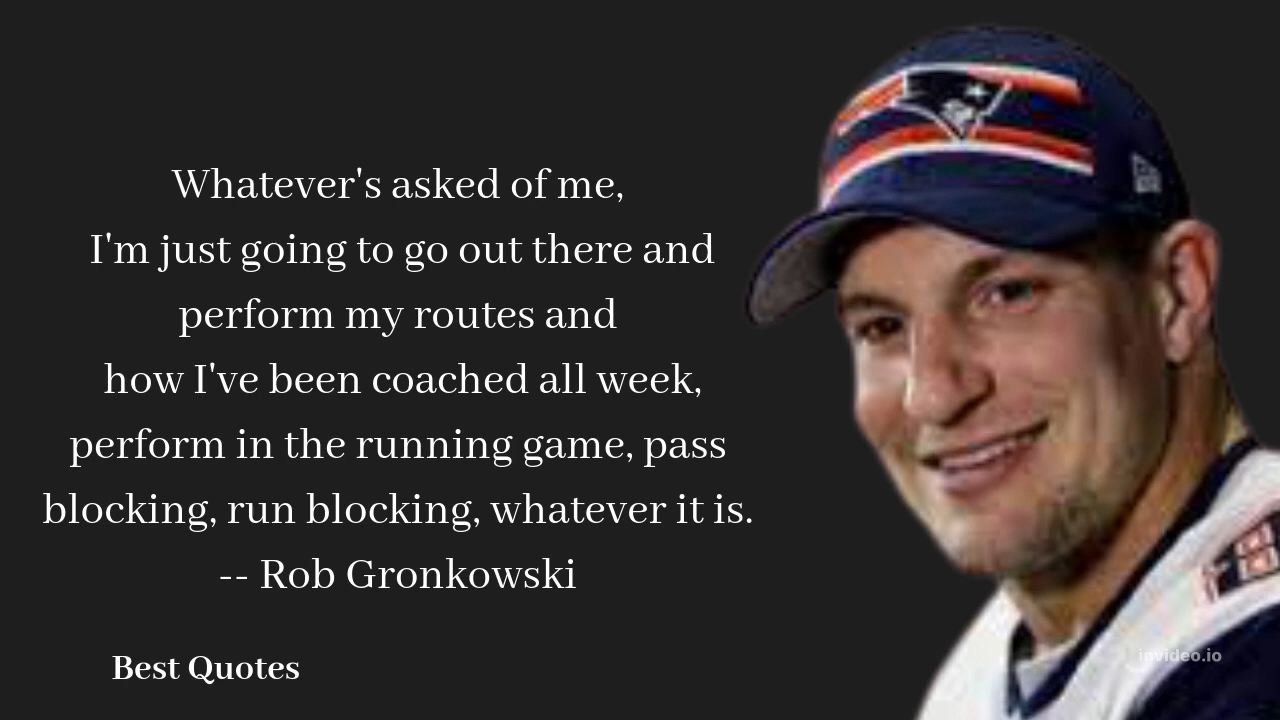 Whatever's asked of me,
I'm just going to go out there and
perform my routes and
how I've been coached all week,
perform in the running game, pass
blocking, run blocking, whatever it is.
-- Rob Gronkowski
Best Quotes
invideo.io